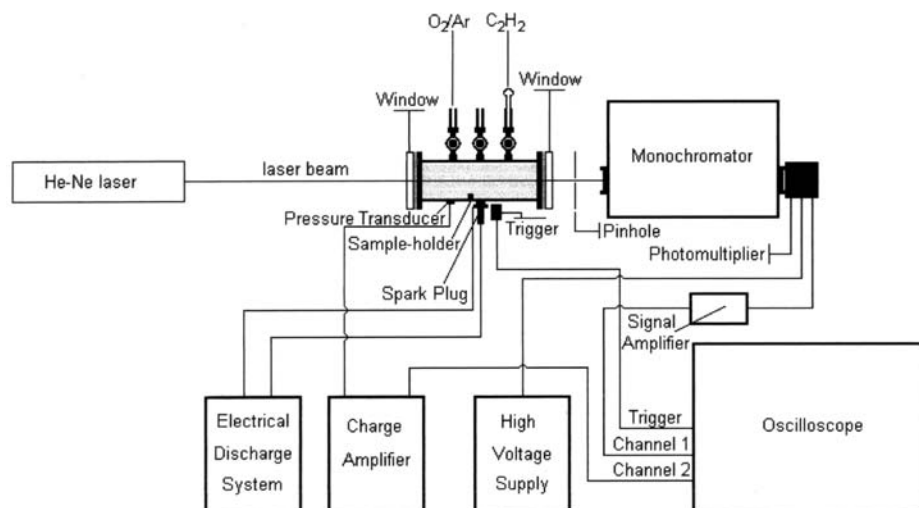 O2/Ar
C2H2
Window
Window
He-Ne laser
laser beam
Monochromator
Pressure Transducer
Sample-holder
Trigger
Pinhole
Photomultiplier
Spark Plug
Signal
Amplifier
Electrical
Discharge
System
Charge
Amplifier
High
Voltage
Supply
Trigger
Channel 1
Channel 2
Oscilloscope